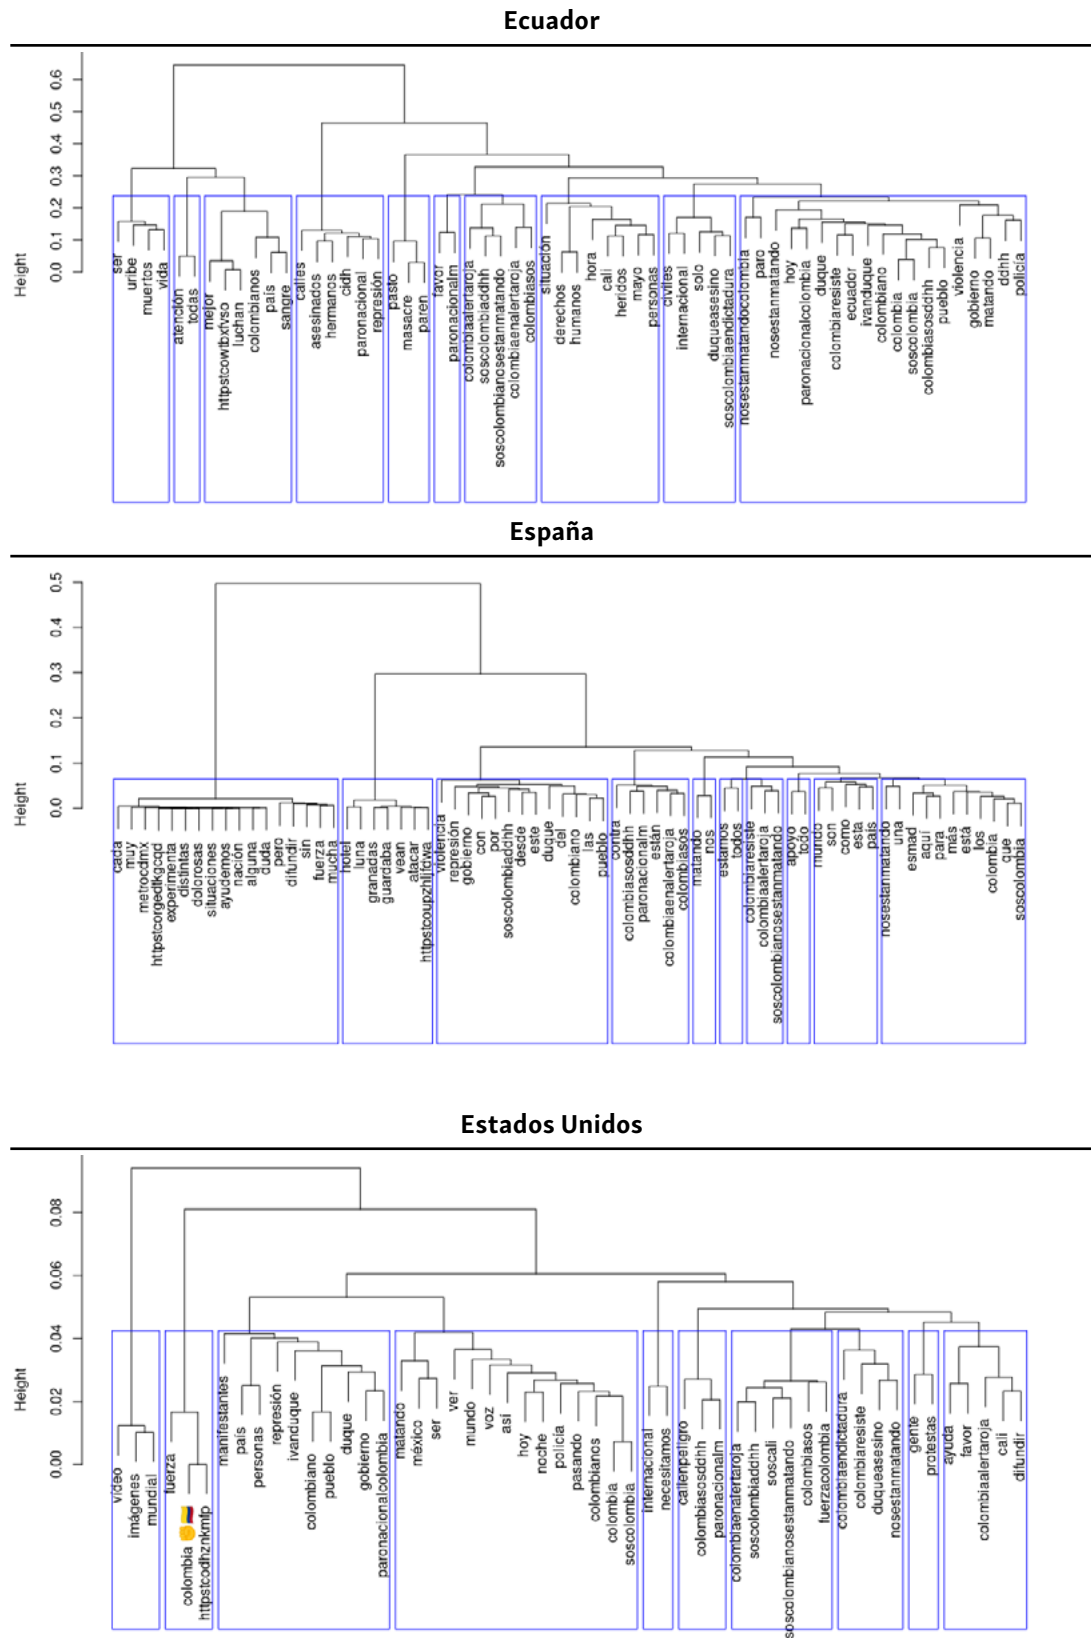 Ecuador
Height
0.6
0.5
0.4
0.3
0.2
0.1
0.0
ser
uribe
muertos
vida
atención
todas
mejor
httpstcowtbxfvso
luchan
colombianos
país
sangre
calles
asesinados
hermanos
cidh
paronacional
represión
pasto
masacre
paren
favor
paronacionalm
colombiaalertaroja
soscolombiaddhh
soscolombianosestanmatando
colombiaenalertaroja
colombiasos
situación
derechos
humanos
hora
cali
heridos
mayo
personas
civiles
internacional
solo
duqueasesino
soscolombiaendictadura
nosestanmatandocolombia
paro
nosestanmatando
hoy
paronacionalcolombia
duque
colombiaresiste
ecuador
ivanduque
colombiano
colombia
soscolombia
colombiasosddhh
pueblo
violencia
gobierno
matando
ddhh
policía
España
Height
0.5
0.4
0.3
0.2
0.1
0.0
cada
muy
metrocdmx
httpstcorgedkgcqd
experimenta
distintas
dolorosas
situaciones
ayudemos
nación
alguna
duda
pero
difundir
sin
fuerza
mucha
hotel
luna
granadas
guardaba
vean
atacar
httpstcoupzhljfdwa
violencia
represión
gobierno
con
por
soscolombiaddhh
desde
este
duque
del
colombiano
las
pueblo
contra
colombiasosddhh
paronacionalm
están
colombiaenalertaroja
colombiasos
matando
nos
estamos
todos
colombiaresiste
colombiaalertaroja
soscolombianosestanmatando
apoyo
todo
mundo
son
como
esta
país
nosestanmatando
una
esmad
aquí
para
más
está
los
colombia
que
soscolombia
Estados Unidos
Height
0.08
0.06
0.04
0.02
0.00
video
imágenes
mundial
fuerza
colombia ✊🇨🇴
httpstcodhznkmfp
manifestantes
país
personas
represión
ivanduque
colombiano
pueblo
duque
gobierno
paronacionalcolombia
matando
méxico
ser
ver
mundo
voz
así
hoy
noche
policía
pasando
colombianos
colombia
soscolombia
internacional
necesitamos
calienpeligro
colombiasosddhh
paronacionalm
colombiaenalertaroja
soscolombiaddhh
soscali
soscolombianosestanmatando
colombiasos
fuerzacolombia
colombiaendictadura
colombiaresiste
duqueasesino
nosestanmatando
gente
protestas
ayuda
favor
colombiaalertaroja
cali
difundir